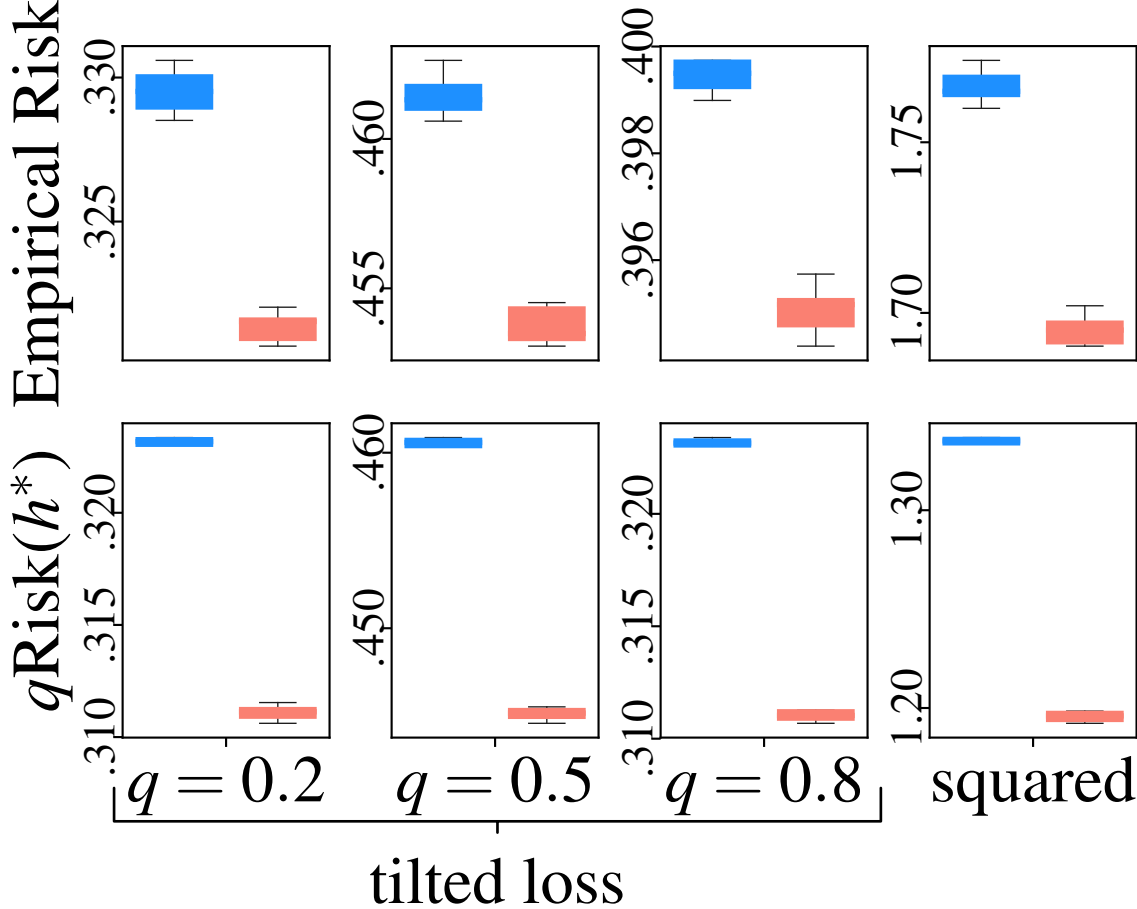 Empirical Risk
.330
.325
.460
.455
.400
.398
.396
1.75
1.70
qRisk(h*)
.320
.315
.310
.460
.450
.320
.315
.310
1.30
1.20
q = 0.2
q = 0.5
q = 0.8
squared
tilted loss